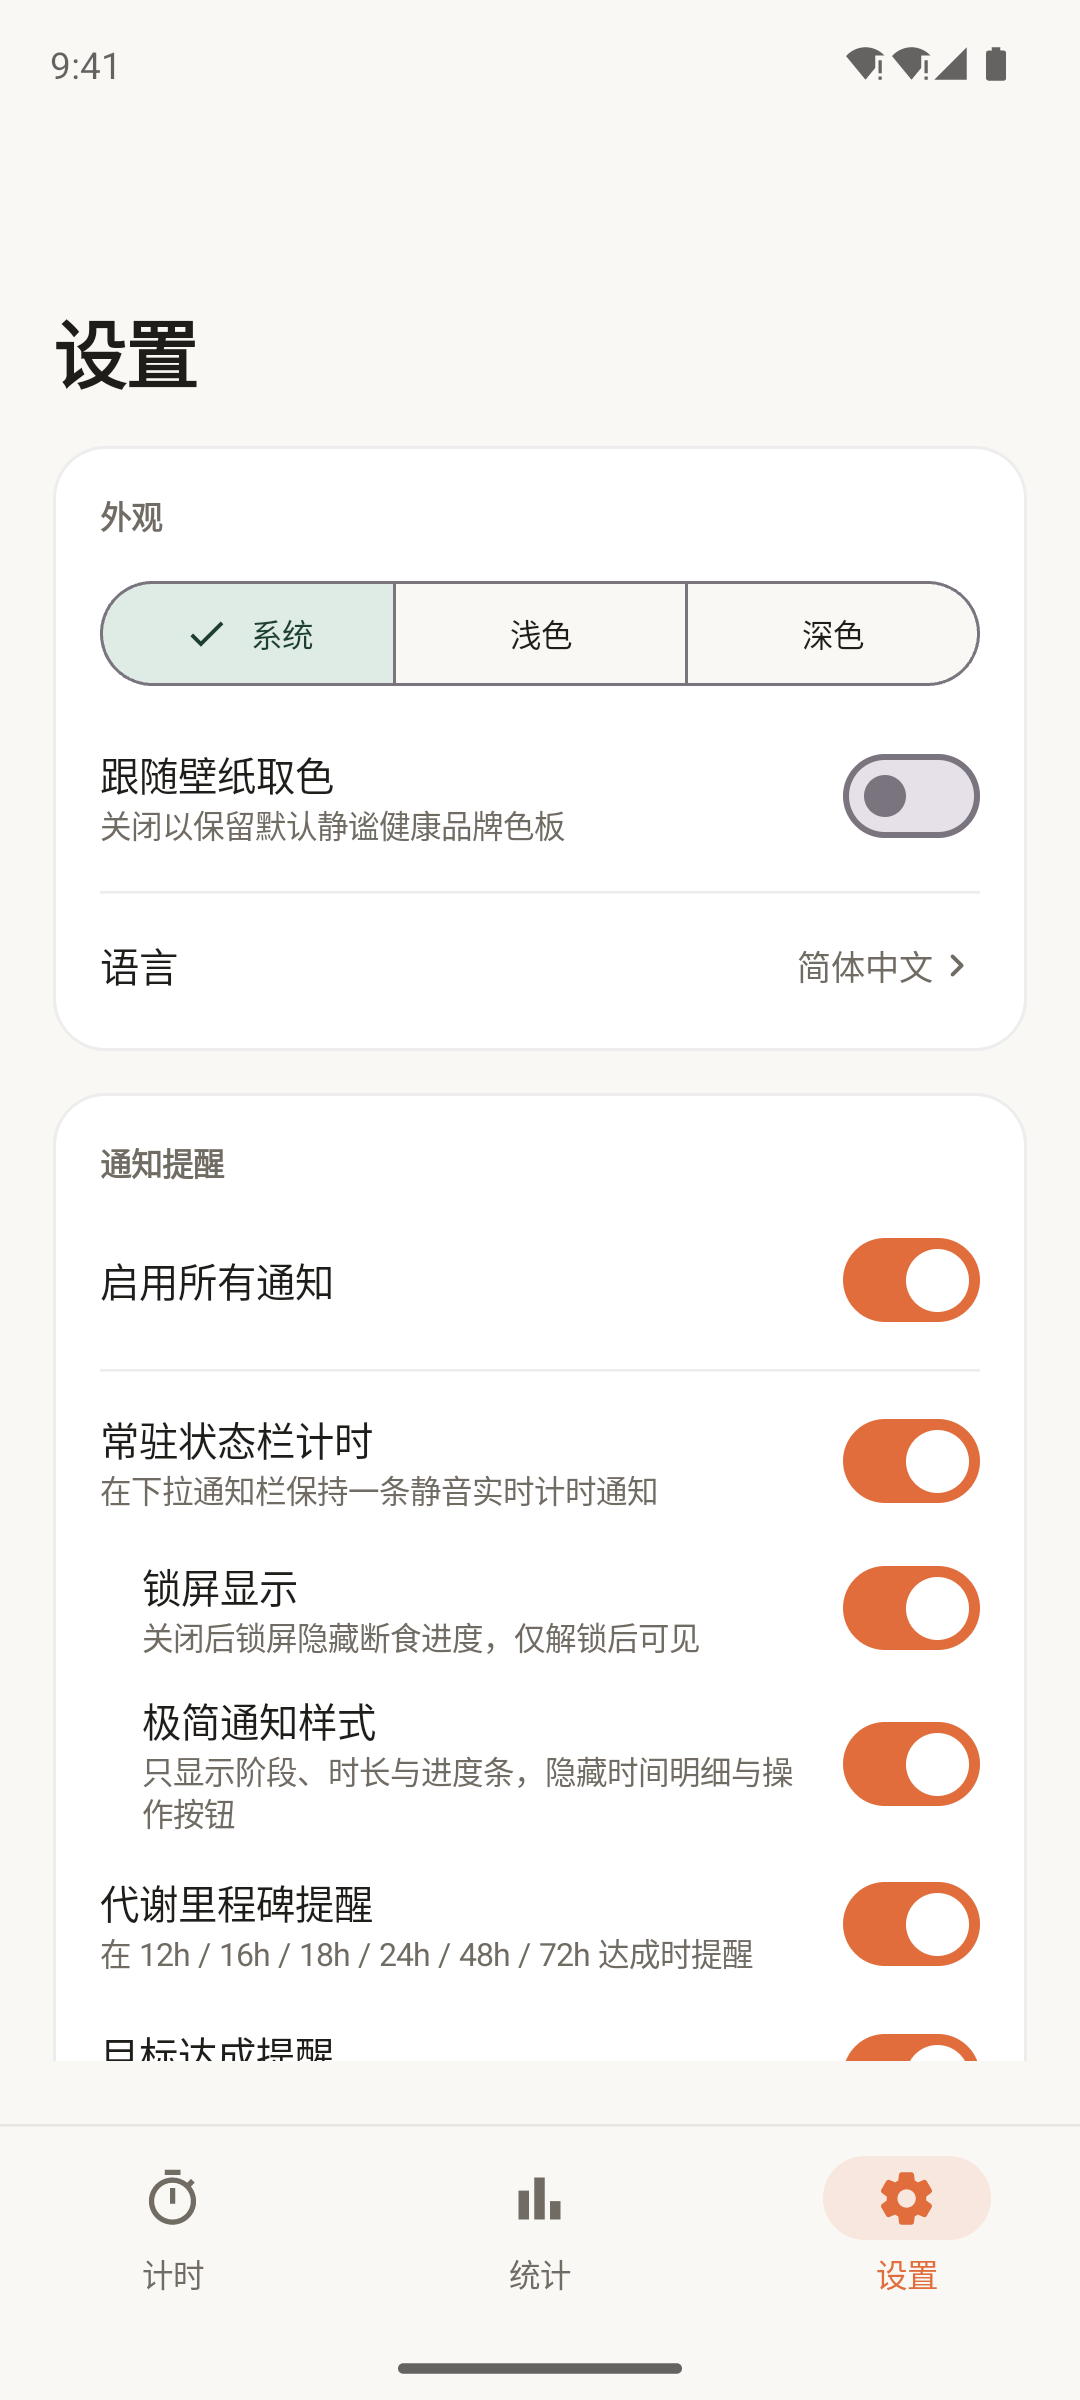 9:41
设置
外观
系统
浅色
深色
跟随壁纸取色
关闭以保留默认静谧健康品牌色板
语言
简体中文
通知提醒
启用所有通知
常驻状态栏计时
在下拉通知栏保持一条静音实时计时通知
锁屏显示
关闭后锁屏隐藏断食进度，仅解锁后可见
极简通知样式
只显示阶段、时长与进度条，隐藏时间明细与操
作按钮
代谢里程碑提醒
在 12h / 16h / 18h / 24h / 48h / 72h 达成时提醒
目标达成提醒
计时
统计
设置